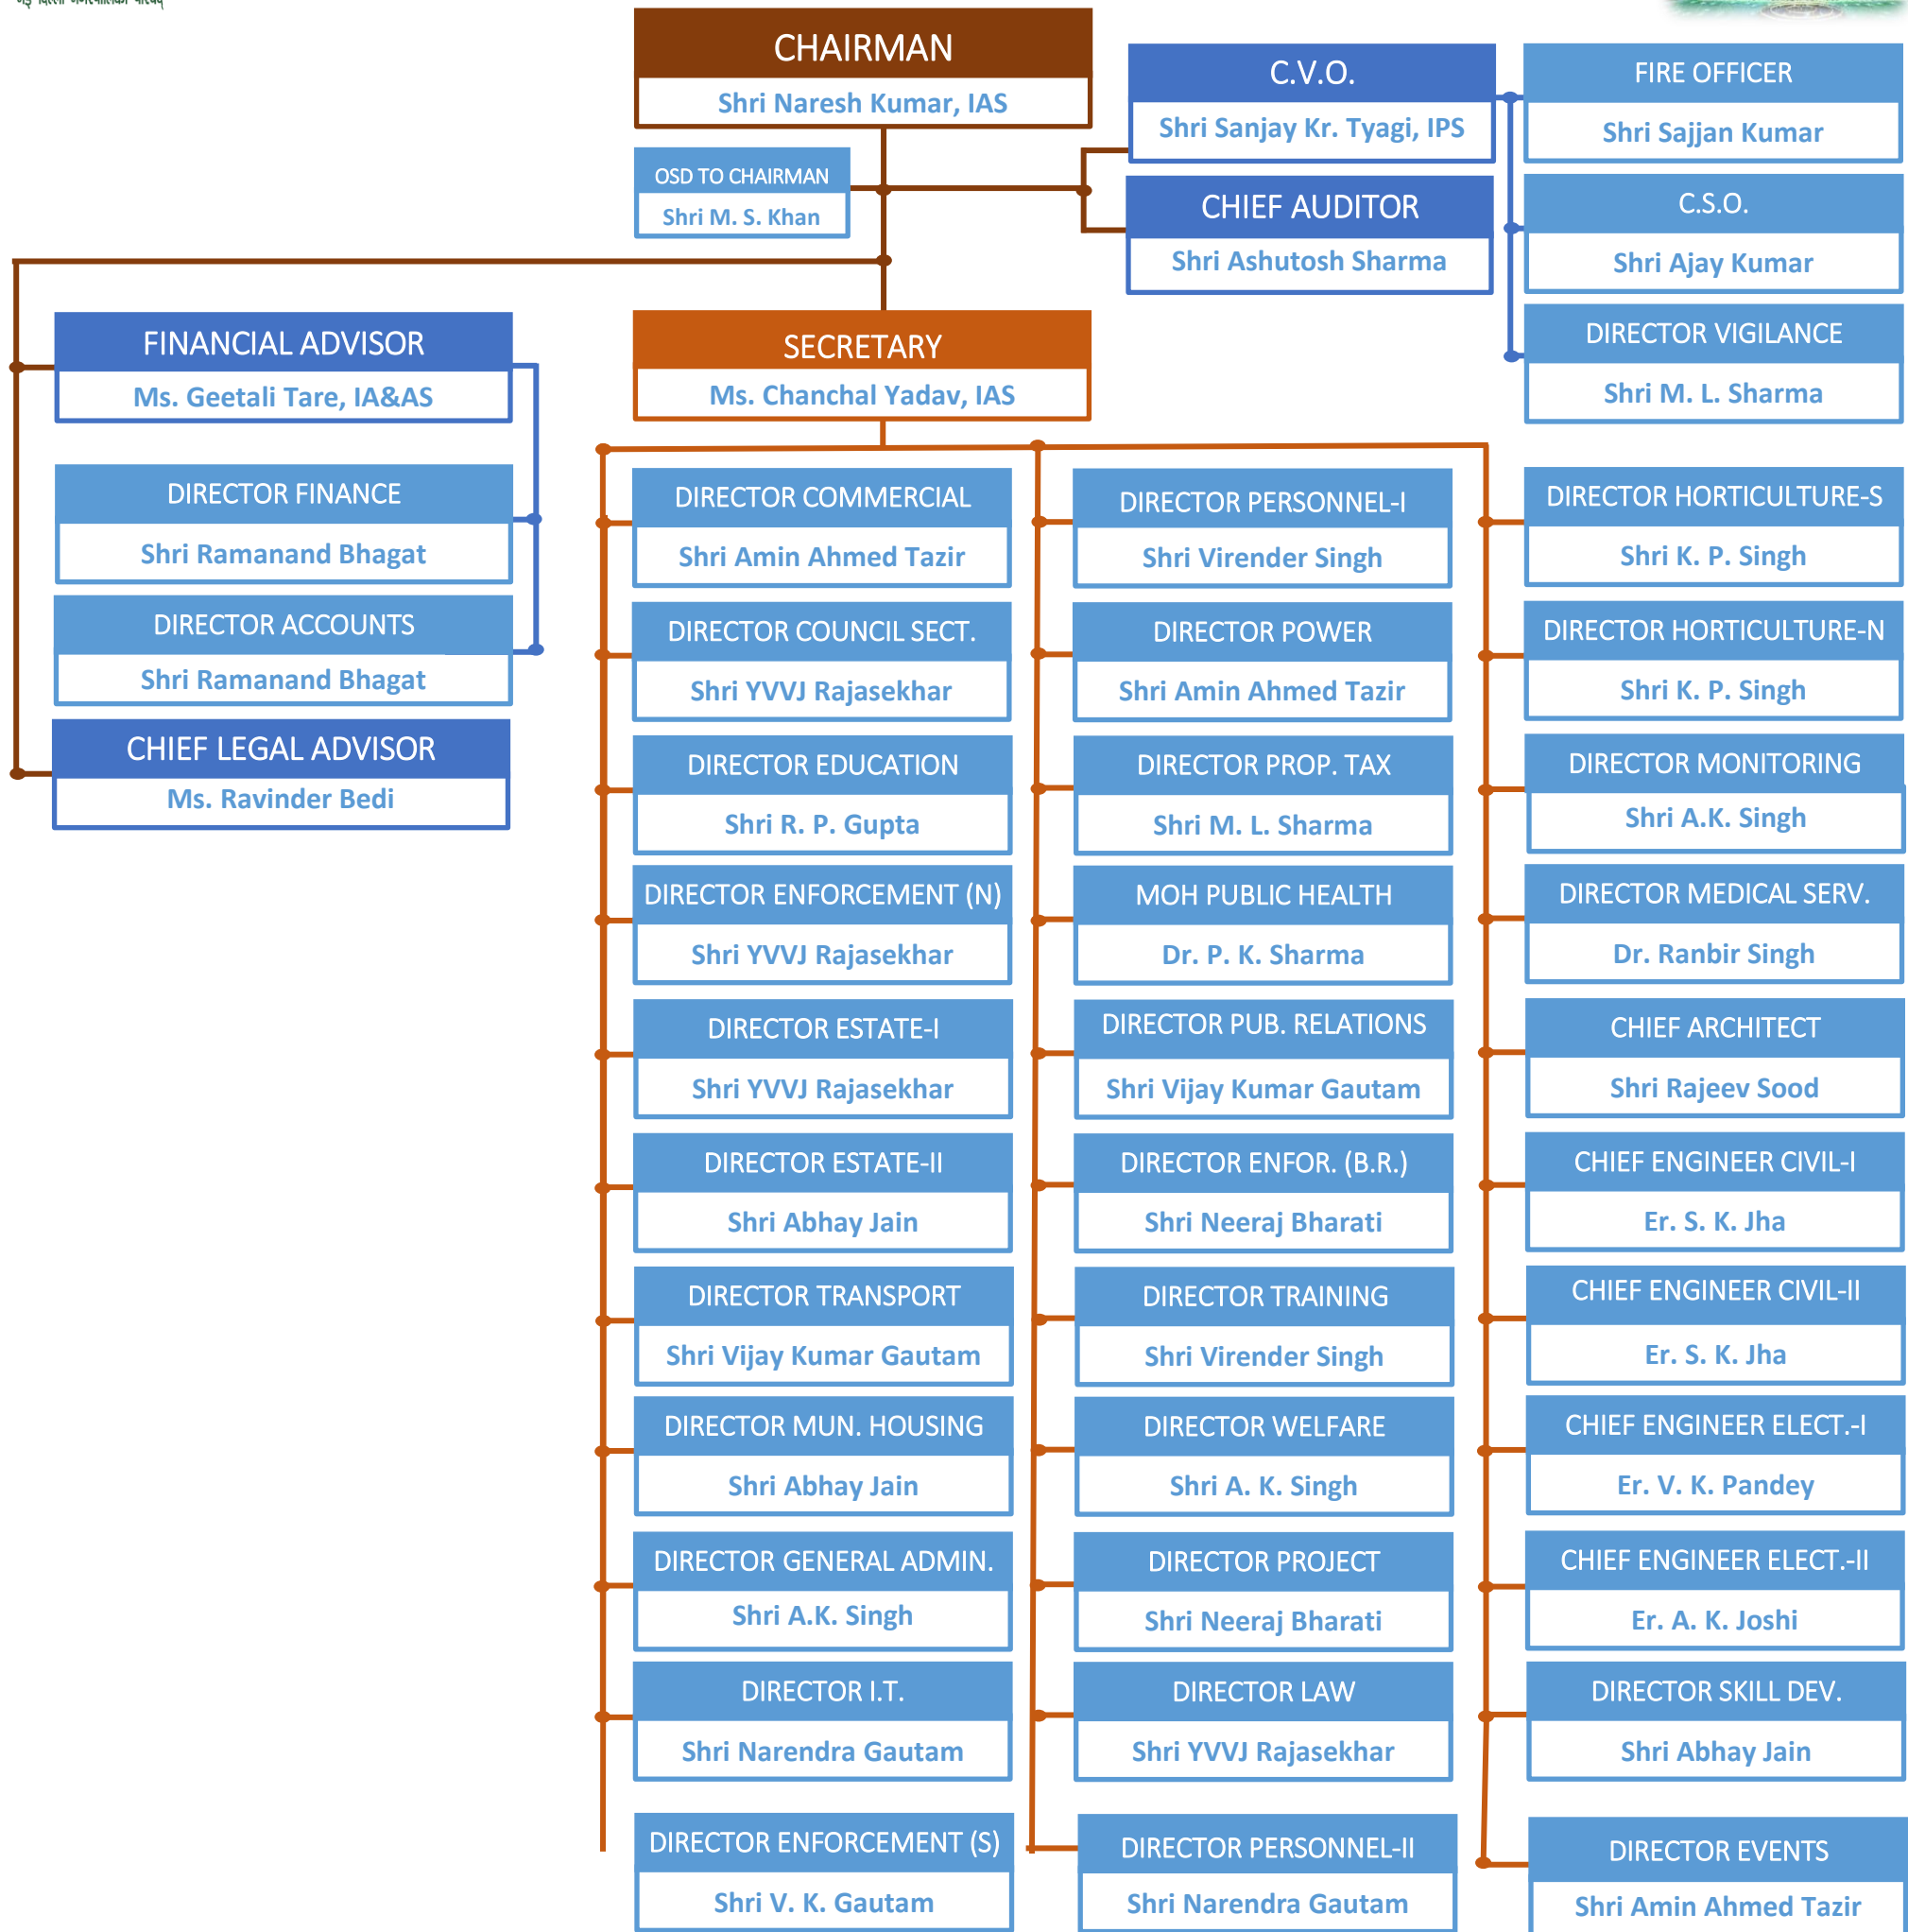 नई दिल्ली नगरपालिका परिषद्
CHAIRMAN
Shri Naresh Kumar, IAS
OSD TO CHAIRMAN
Shri M. S. Khan
C.V.O.
Shri Sanjay Kr. Tyagi, IPS
CHIEF AUDITOR
Shri Ashutosh Sharma
FIRE OFFICER
Shri Sajjan Kumar
C.S.O.
Shri Ajay Kumar
DIRECTOR VIGILANCE
Shri M. L. Sharma
FINANCIAL ADVISOR
Ms. Geetali Tare, IA&AS
DIRECTOR FINANCE
Shri Ramanand Bhagat
DIRECTOR ACCOUNTS
Shri Ramanand Bhagat
CHIEF LEGAL ADVISOR
Ms. Ravinder Bedi
SECRETARY
Ms. Chanchal Yadav, IAS
DIRECTOR COMMERCIAL
Shri Amin Ahmed Tazir
DIRECTOR COUNCIL SECT.
Shri YVVJ Rajasekhar
DIRECTOR EDUCATION
Shri R. P. Gupta
DIRECTOR ENFORCEMENT (N)
Shri YVVJ Rajasekhar
DIRECTOR ESTATE-I
Shri YVVJ Rajasekhar
DIRECTOR ESTATE-II
Shri Abhay Jain
DIRECTOR TRANSPORT
Shri Vijay Kumar Gautam
DIRECTOR MUN. HOUSING
Shri Abhay Jain
DIRECTOR GENERAL ADMIN.
Shri A.K. Singh
DIRECTOR I.T.
Shri Narendra Gautam
DIRECTOR ENFORCEMENT (S)
Shri V. K. Gautam
DIRECTOR PERSONNEL-I
Shri Virender Singh
DIRECTOR POWER
Shri Amin Ahmed Tazir
DIRECTOR PROP. TAX
Shri M. L. Sharma
MOH PUBLIC HEALTH
Dr. P. K. Sharma
DIRECTOR PUB. RELATIONS
Shri Vijay Kumar Gautam
DIRECTOR ENFOR. (B.R.)
Shri Neeraj Bharati
DIRECTOR TRAINING
Shri Virender Singh
DIRECTOR WELFARE
Shri A. K. Singh
DIRECTOR PROJECT
Shri Neeraj Bharati
DIRECTOR LAW
Shri YVVJ Rajasekhar
DIRECTOR PERSONNEL-II
Shri Narendra Gautam
DIRECTOR HORTICULTURE-S
Shri K. P. Singh
DIRECTOR HORTICULTURE-N
Shri K. P. Singh
DIRECTOR MONITORING
Shri A.K. Singh
DIRECTOR MEDICAL SERV.
Dr. Ranbir Singh
CHIEF ARCHITECT
Shri Rajeev Sood
CHIEF ENGINEER CIVIL-I
Er. S. K. Jha
CHIEF ENGINEER CIVIL-II
Er. S. K. Jha
CHIEF ENGINEER ELECT.-I
Er. V. K. Pandey
CHIEF ENGINEER ELECT.-II
Er. A. K. Joshi
DIRECTOR SKILL DEV.
Shri Abhay Jain
DIRECTOR EVENTS
Shri Amin Ahmed Tazir